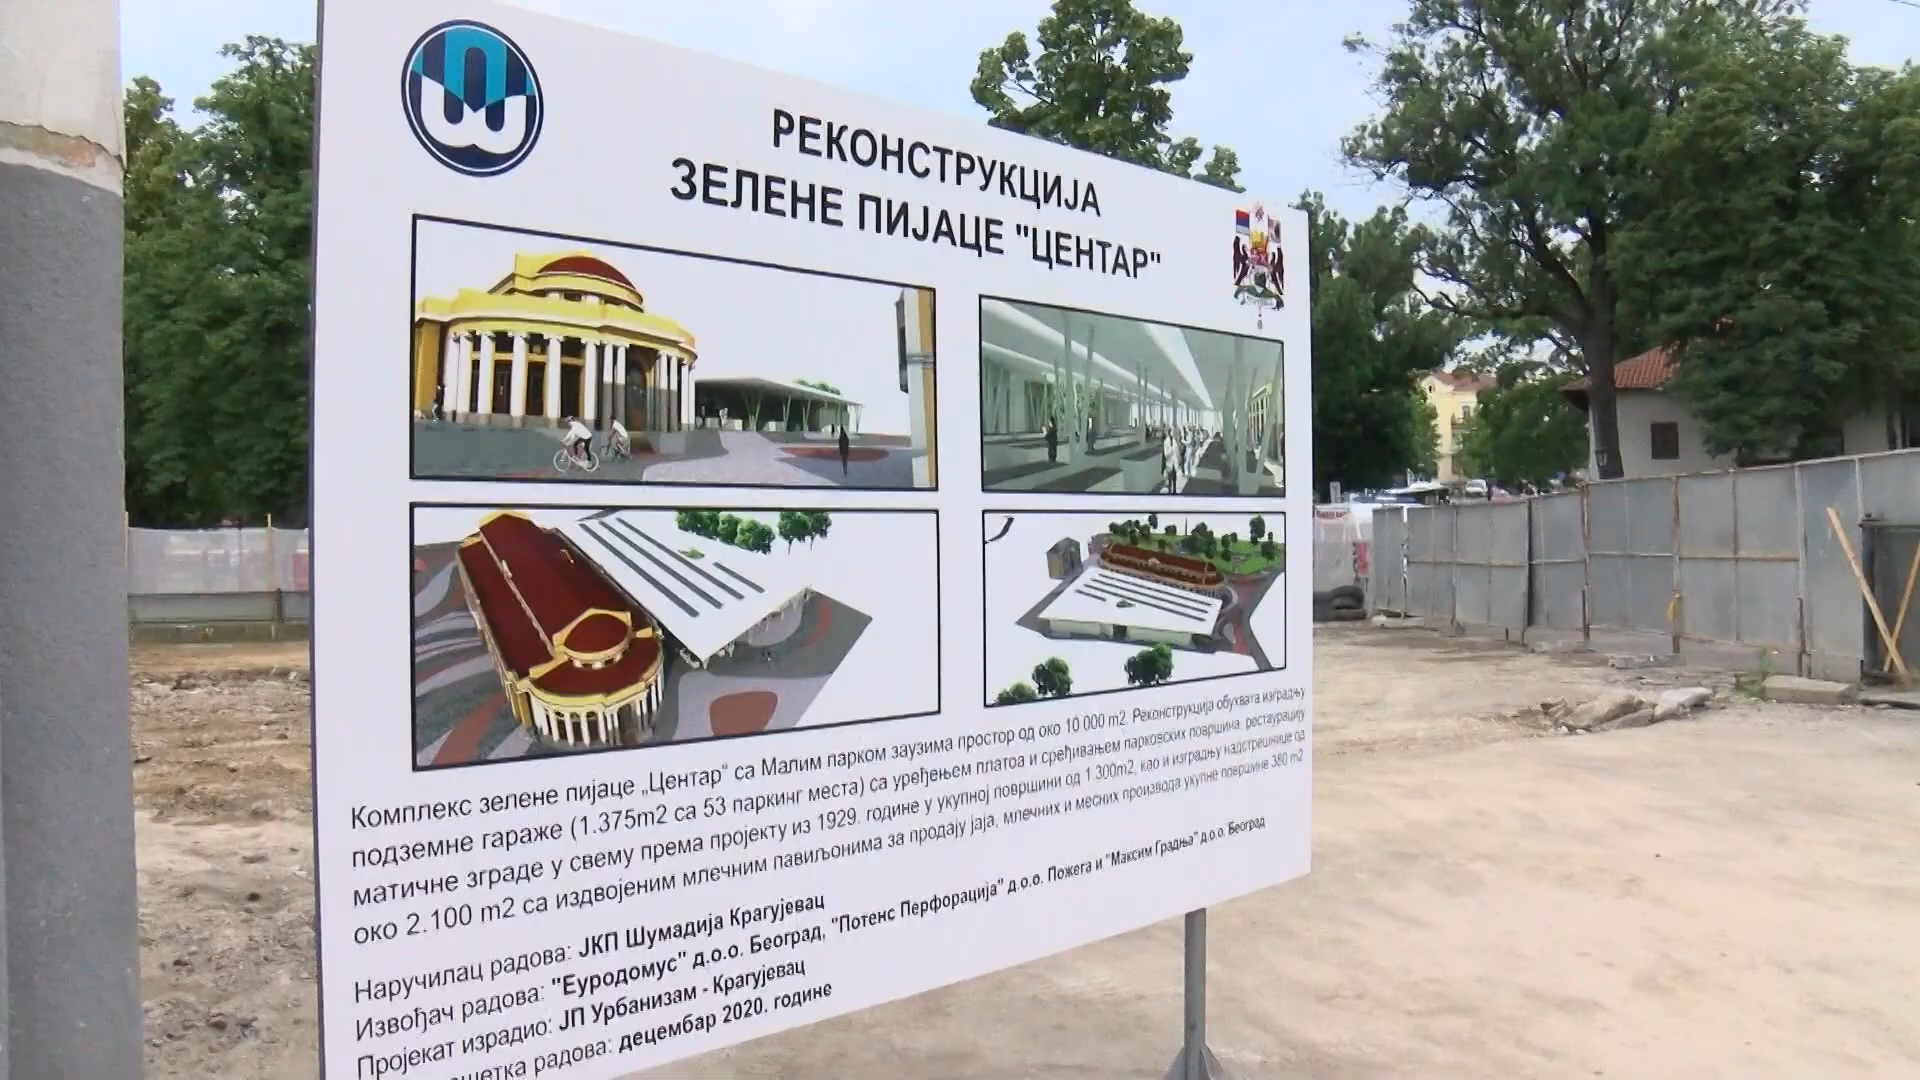 РЕКОНСТРУКЦИЈА
ЗЕЛЕНЕ ПИЈАЦЕ "ЦЕНТАР"
Комплекс зелене пијаце „Центар“ са Малим парком заузима простор од око 10 000 m2. Реконструкција обухвата изградњу
подземне гараже (1.375m2 са 53 паркинг места) са уређењем платоа и сређивањем парковских површина, рестаурацију
матичне зграде у свему према пројекту из 1929. године у укупној површини од 1.300m2, као и изградњу надстрешнице од
око 2.100 m2 са издвојеним млечним павиљонима за продају јаја, млечних и месних производа укупне површине 380 m2
Наручилац радова: ЈКП Шумадија Крагујевац
Извођач радова: "Еуродомус" д.о.о. Београд, "Потенс Перфорација" д.о.о. Пожега и "Максим Градња" д.о.о. Београд
Пројекат израдио: ЈП Урбанизам - Крагујевац
радова: децембар 2020. године